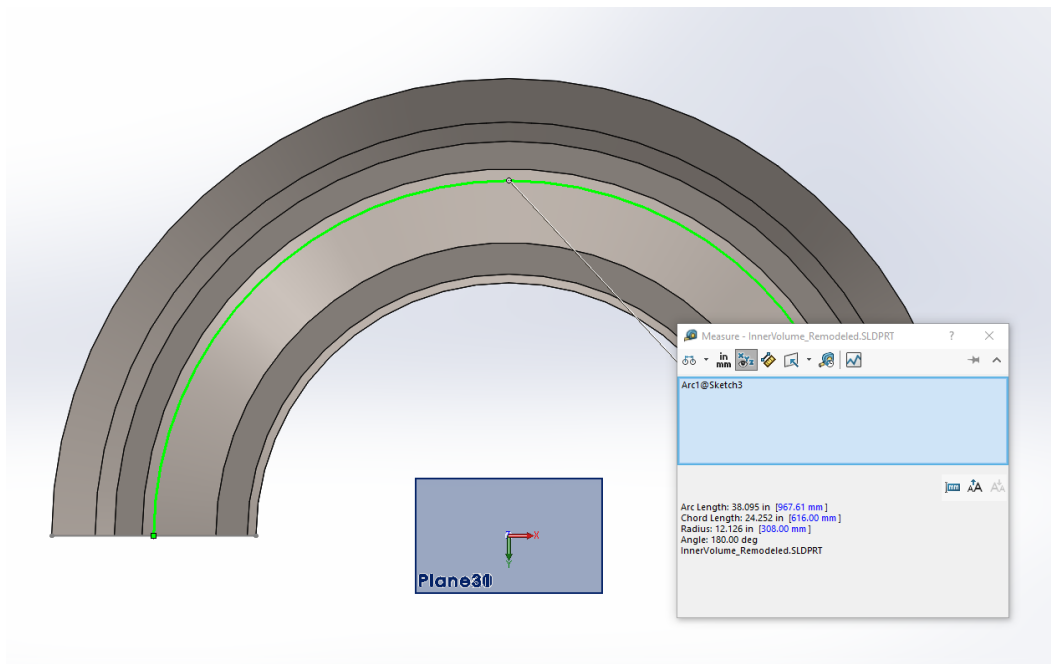 Measure - InnerVolume_Remodeled.SLDPRT
in
mm
Arc1@Sketch3
Arc Length: 38.095 in [967.61 mm]
Chord Length: 24.252 in [616.00 mm]
Radius: 12.126 in [308.00 mm]
Angle: 180.00 deg
InnerVolume_Remodeled.SLDPRT
X
Y